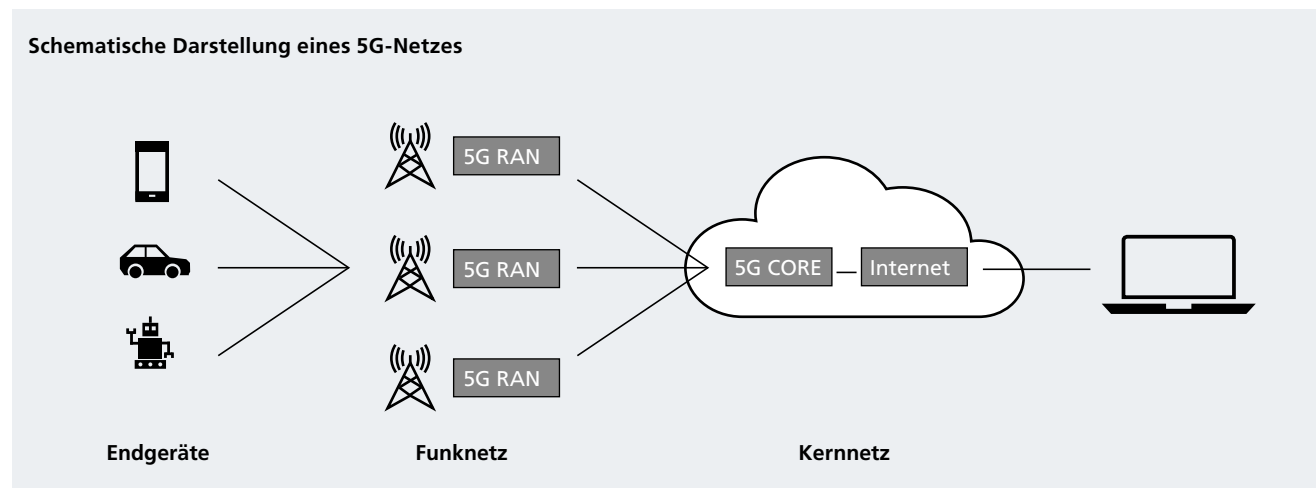 Schematische Darstellung eines 5G-Netzes
5G RAN
5G RAN
5G CORE
Internet
5G RAN
Endgeräte
Funknetz
Kernnetz